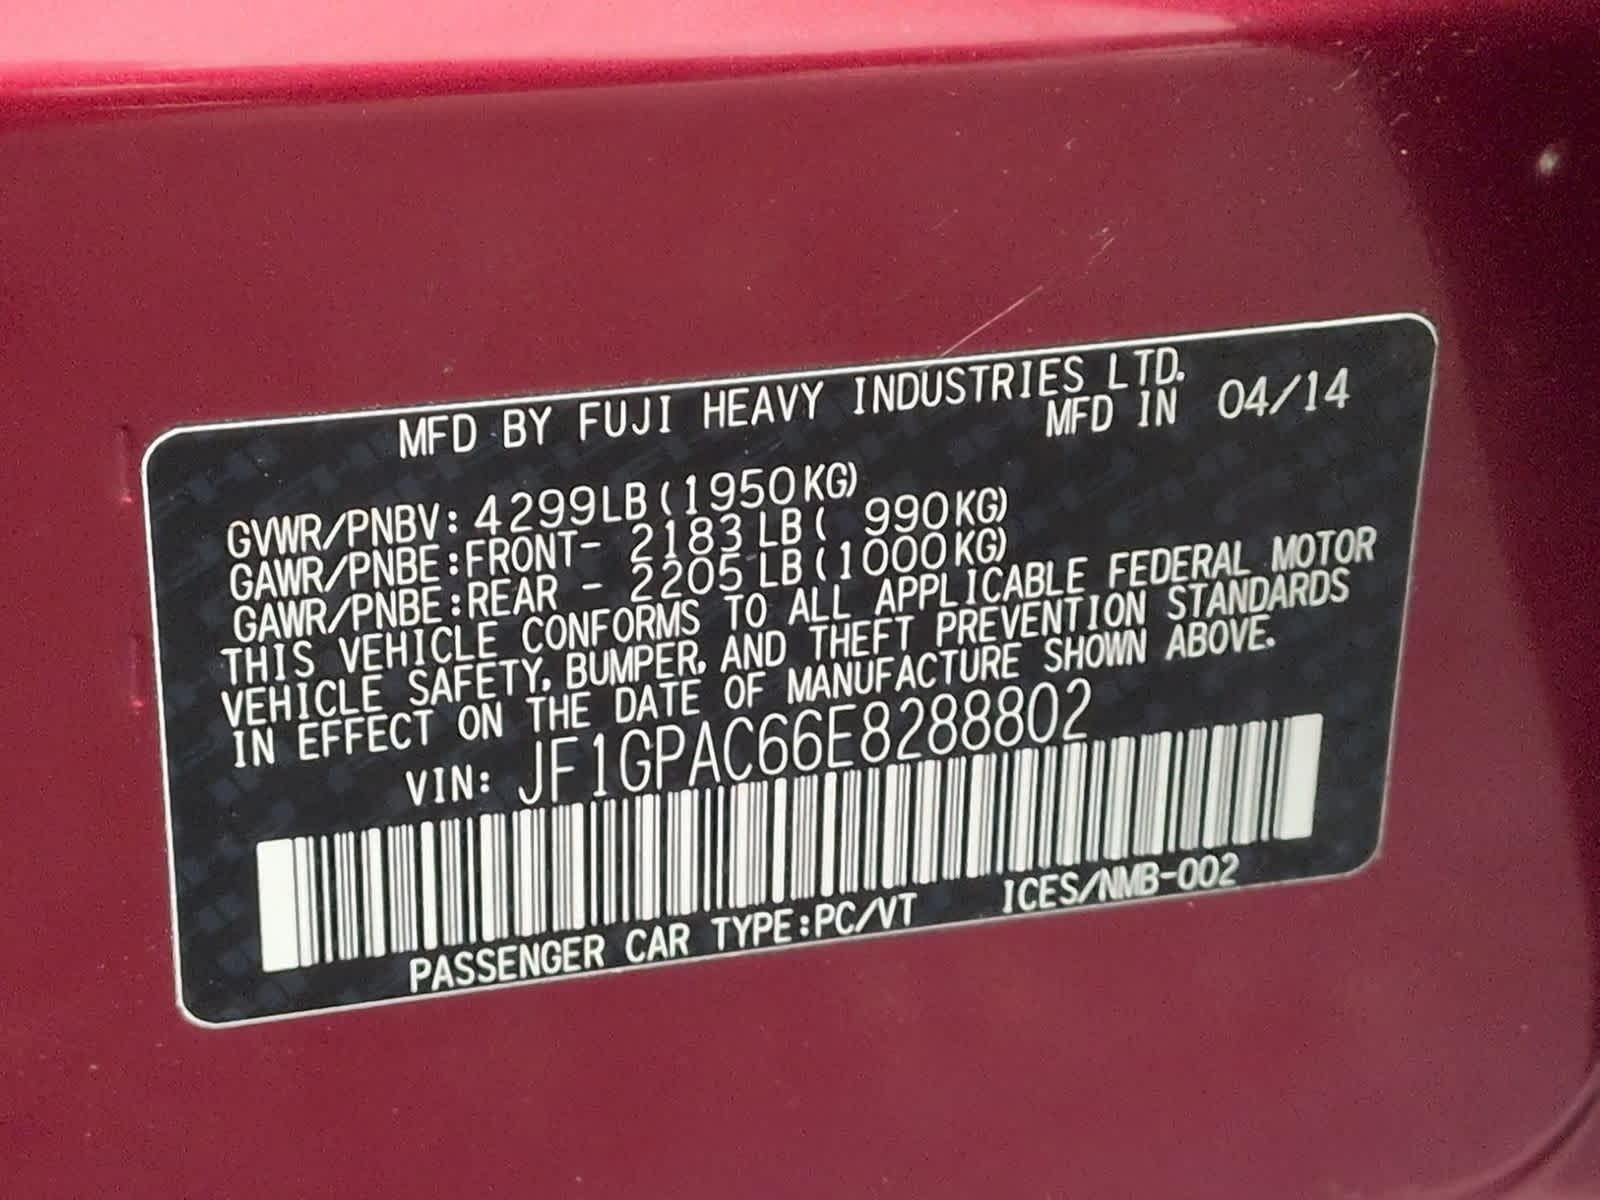 MFD BY FUJI HEAVY INDUSTRIES LTD.
MFD IN 04/14
GVWR/PNBV: 4299LB (1950KG)
GAWR/PNBE:FRONT- 2183LB ( 990KG)
GAWR/PNBE:REAR - 2205LB (1000KG)
THIS VEHICLE CONFORMS TO ALL APPLICABLE FEDERAL MOTOR
VEHICLE SAFETY, BUMPER, AND THEFT PREVENTION STANDARDS
IN EFFECT ON THE DATE OF MANUFACTURE SHOWN ABOVE.
VIN: JF1GPAC66E8288802
PASSENGER CAR TYPE:PC/VT ICES/NMB-002